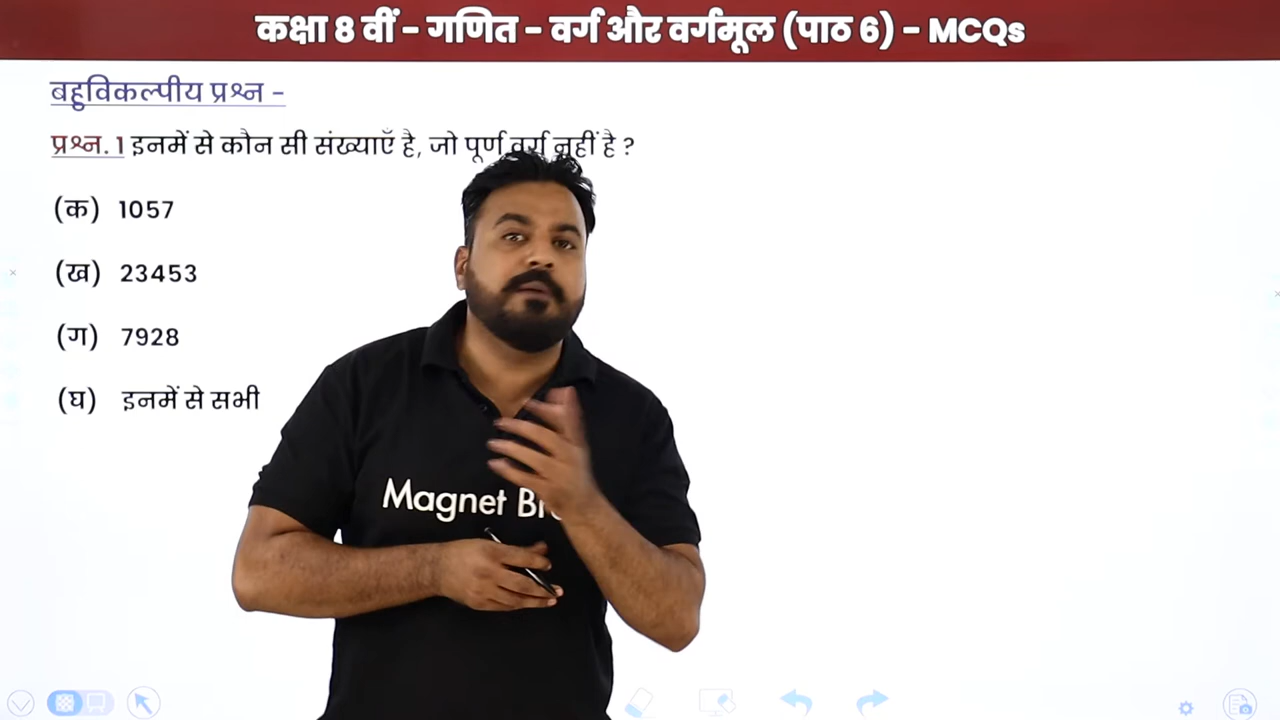 कक्षा 8 वीं - गणित - वर्ग और वर्गमूल (पाठ 6) - MCQs
बहुविकल्पीय प्रश्न -
प्रश्न. 1 इनमें से कौन सी संख्याएँ है, जो पूर्ण वर्ग नहीं है ?
(क) 1057
(ख) 23453
(ग) 7928
(घ) इनमें से सभी
Magnet